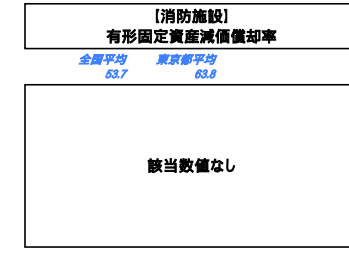 【消防施設】
有形固定資産減価償却率
全国平均 東京都平均
53.7 63.8
該当数値なし